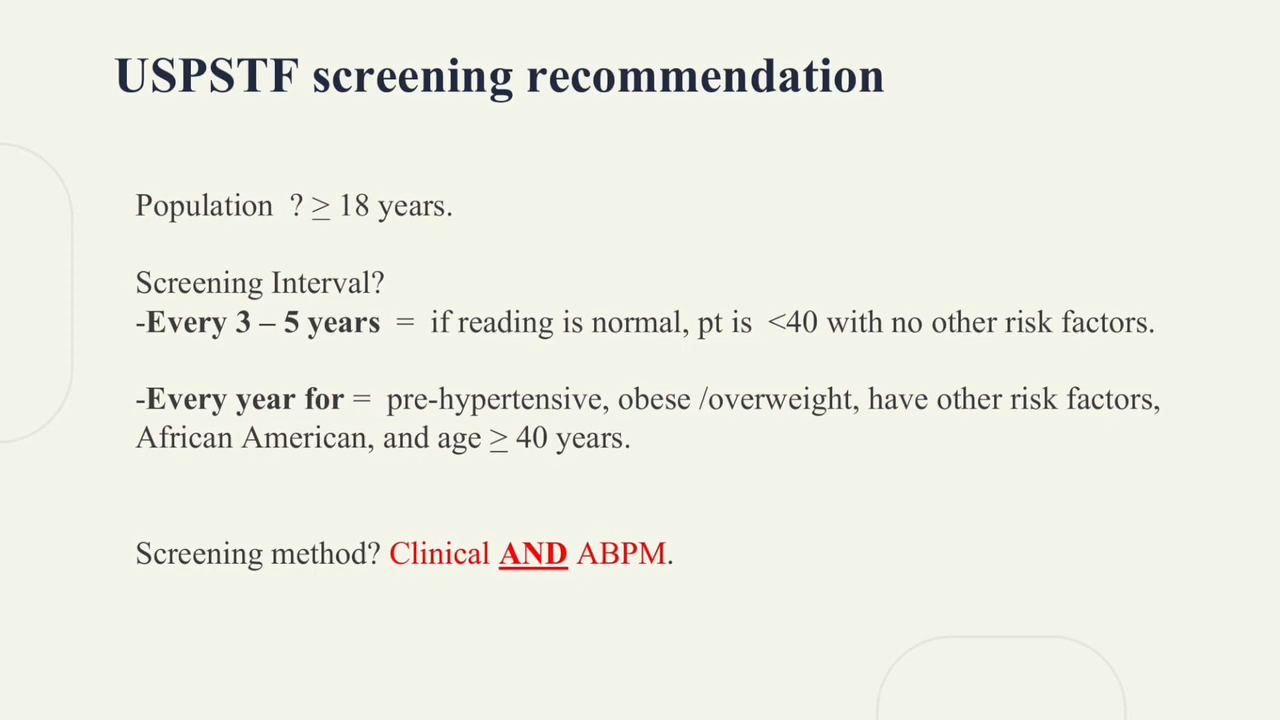 USPSTF screening recommendation
Population ? ≥ 18 years.
Screening Interval?
-Every 3 – 5 years = if reading is normal, pt is <40 with no other risk factors.
-Every year for = pre-hypertensive, obese /overweight, have other risk factors,
African American, and age ≥ 40 years.
Screening method? Clinical AND ABPM.